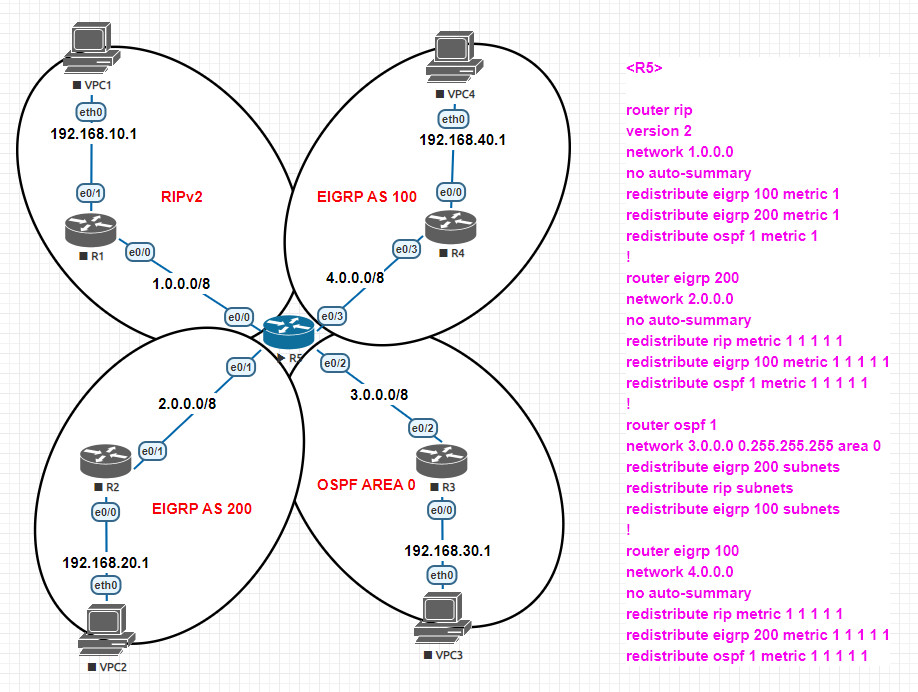 VPC1
eth0
192.168.10.1
e0/1
R1
e0/0
RIPv2
1.0.0.0/8
e0/0
VPC4
eth0
192.168.40.1
e0/0
EIGRP AS 100
R4
e0/3
4.0.0.0/8
e0/3
R5
e0/1
2.0.0.0/8
e0/1
R2
e0/0
EIGRP AS 200
192.168.20.1
eth0
VPC2
e0/2
3.0.0.0/8
e0/2
OSPF AREA 0
R3
e0/0
192.168.30.1
eth0
VPC3
<R5>
router rip
version 2
network 1.0.0.0
no auto-summary
redistribute eigrp 100 metric 1
redistribute eigrp 200 metric 1
redistribute ospf 1 metric 1
!
router eigrp 200
network 2.0.0.0
no auto-summary
redistribute rip metric 1 1 1 1 1
redistribute eigrp 100 metric 1 1 1 1 1
redistribute ospf 1 metric 1 1 1 1 1
!
router ospf 1
network 3.0.0.0 0.255.255.255 area 0
redistribute eigrp 200 subnets
redistribute rip subnets
redistribute eigrp 100 subnets
!
router eigrp 100
network 4.0.0.0
no auto-summary
redistribute rip metric 1 1 1 1 1
redistribute eigrp 200 metric 1 1 1 1 1
redistribute ospf 1 metric 1 1 1 1 1